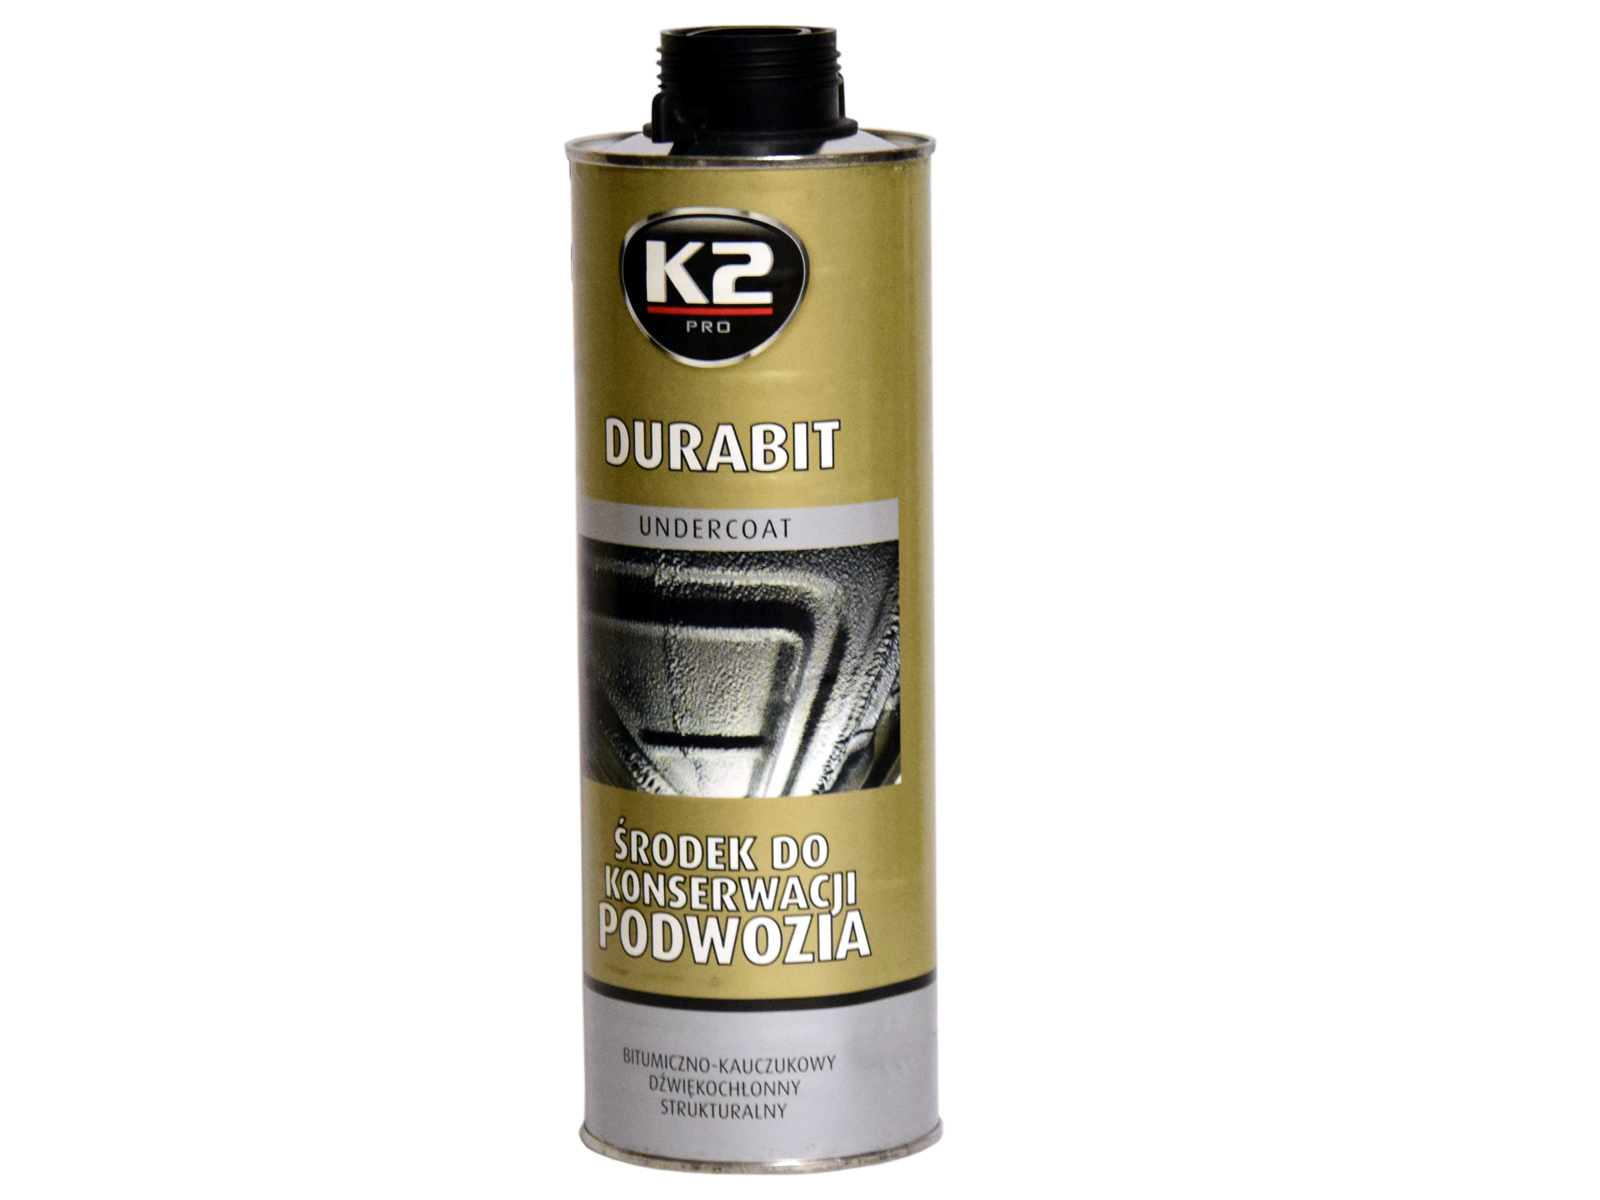 K2
PRO
DURABIT
UNDERCOAT
ŚRODEK DO
KONSERWACJI
PODWOZIA
BITUMICZNO-KAUCZUKOWY
DŹWIĘKOCHŁONNY
STRUKTURALNY